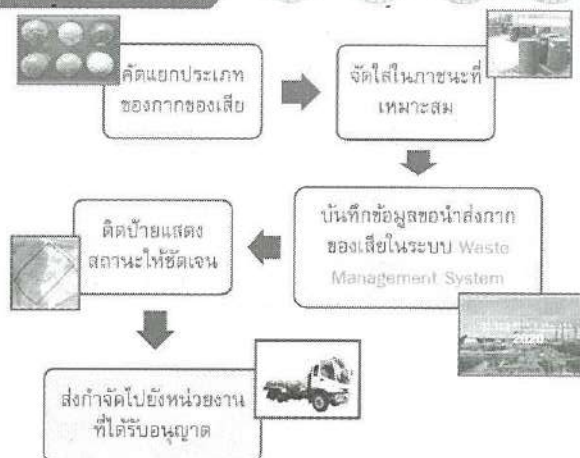 คัดแยกประเภท
ของกากของเสีย
จัดใส่ในภาชนะที่
เหมาะสม
บันทึกข้อมูลขอนำส่งกาก
ของเสียในระบบ Waste
Management System
ติดป้ายแสดง
สถานะให้ชัดเจน
2020
ส่งกำจัดไปยังหน่วยงาน
ที่ได้รับอนุญาต